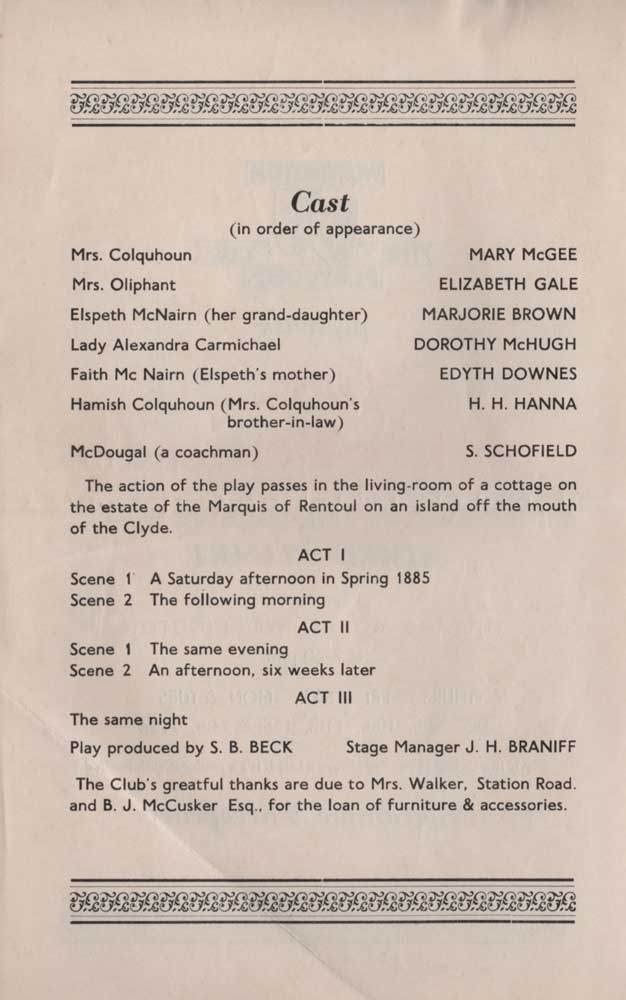 Cast
(in order of appearance)
Mrs. Colquhoun MARY McGEE
Mrs. Oliphant ELIZABETH GALE
Elspeth McNairn (her grand-daughter) MARJORIE BROWN
Lady Alexandra Carmichael DOROTHY McHUGH
Faith Mc Nairn (Elspeth's mother) EDYTH DOWNES
Hamish Colquhoun (Mrs. Colquhoun's H. H. HANNA
brother-in-law)
McDougal (a coachman) S. SCHOFIELD
The action of the play passes in the living-room of a cottage on
the estate of the Marquis of Rentoul on an island off the mouth
of the Clyde.
ACT I
Scene 1 A Saturday afternoon in Spring 1885
Scene 2 The following morning
ACT II
Scene 1 The same evening
Scene 2 An afternoon, six weeks later
ACT III
The same night
Play produced by S. B. BECK Stage Manager J. H. BRANIFF
The Club's greatful thanks are due to Mrs. Walker, Station Road.
and B. J. McCusker Esq., for the loan of furniture & accessories.